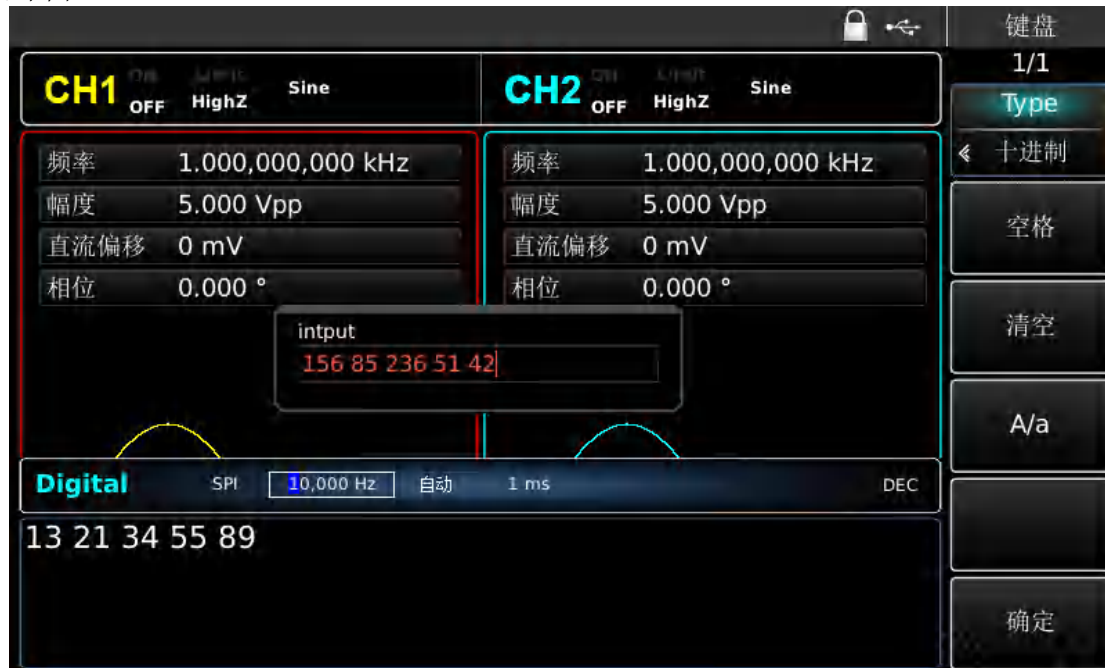 键盘
1/1
CH1 OFF HighZ Sine
CH2 OFF HighZ Sine
Type
十进制
频率 1.000,000,000 kHz
频率 1.000,000,000 kHz
幅度 5.000 Vpp
幅度 5.000 Vpp
空格
直流偏移 0 mV
直流偏移 0 mV
相位 0.000 °
相位 0.000 °
清空
intput
156 85 236 51 42
A/a
Digital SPI 10,000 Hz 自动 1 ms DEC
13 21 34 55 89
确定